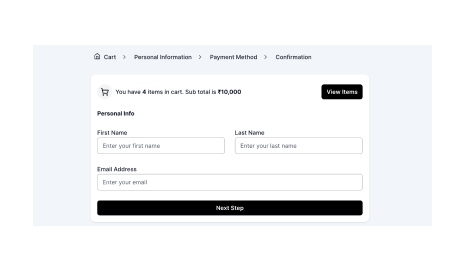 Cart > Personal Information > Payment Method > Confirmation
You have 4 items in cart. Sub total is ₹10,000 View Items
Personal Info
First Name Last Name
Enter your first name Enter your last name
Email Address
Enter your email
Next Step